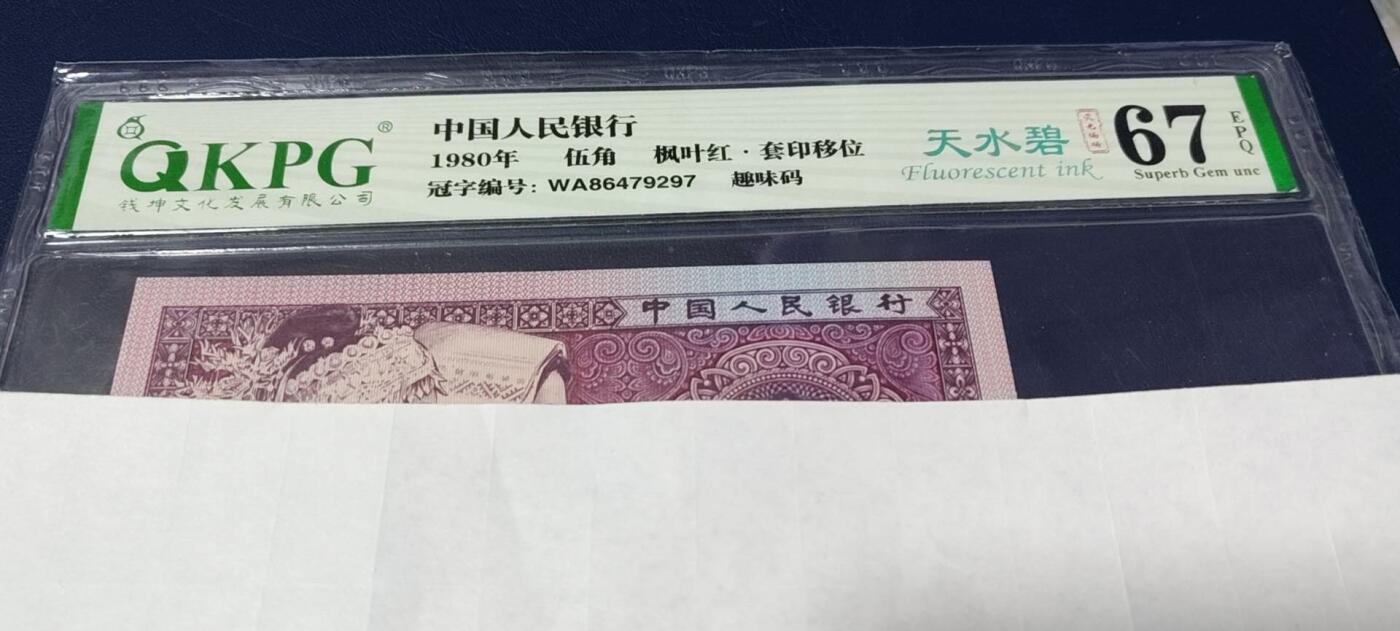 QKPG®
钱坤文化发展有限公司
中国人民银行
1980年 伍角 枫叶红·套印移位
冠字编号: WA86479297 趣味码
天水碧
Fluorescent ink
67
EPQ
Superb Gem unc
中国人民银行